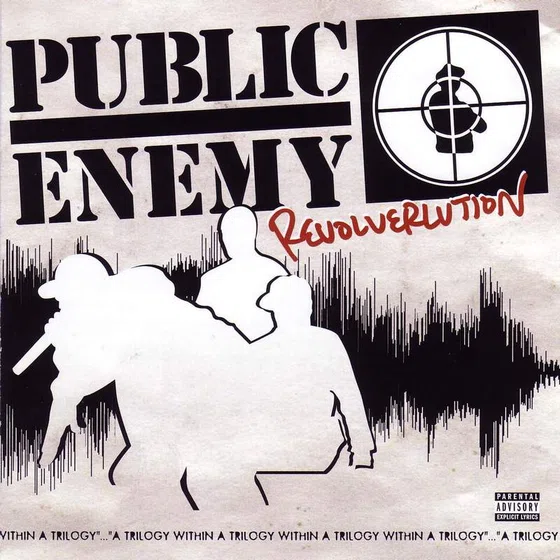 PUBLIC
ENEMY
REVOLVERLUTION
PARENTAL
ADVISORY
EXPLICIT LYRICS
WITHIN A TRILOGY"..."A TRILOGY WITHIN A TRILOGY WITHIN A TRILOGY WITHIN A TRILOGY"..."A TRILOGY